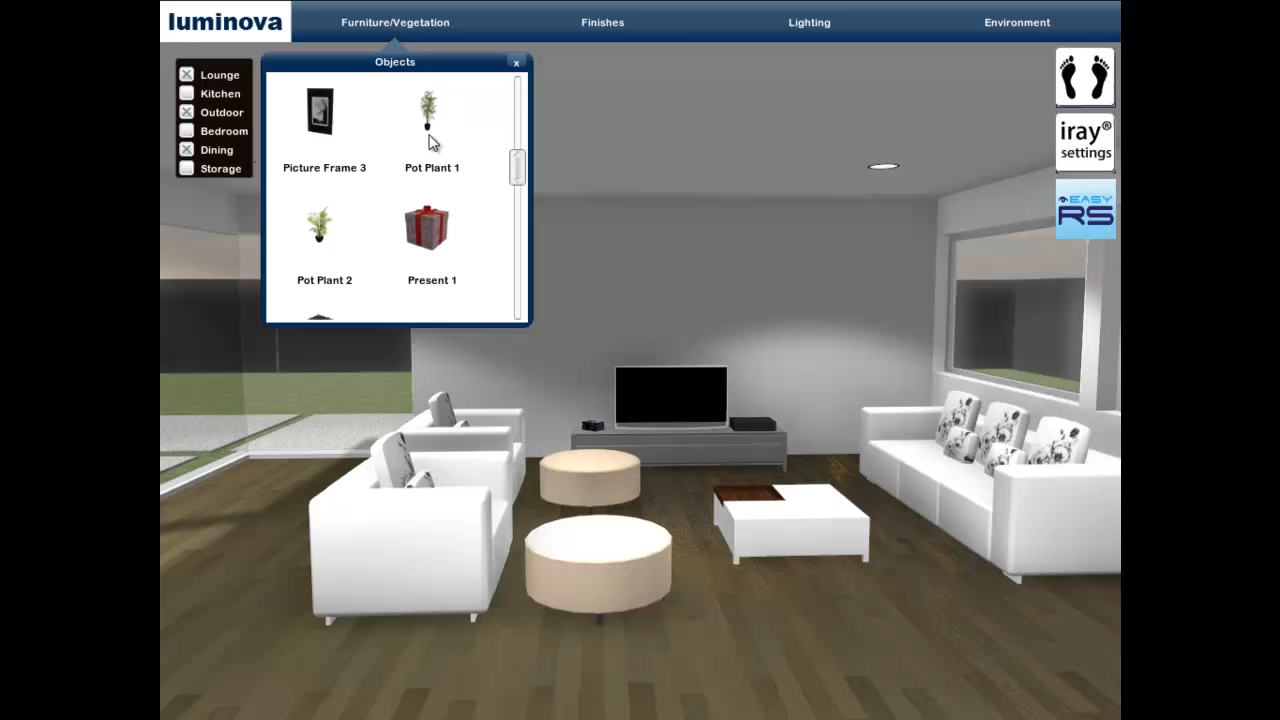 luminova
Furniture/Vegetation
Finishes
Lighting
Environment
Objects
x
Lounge
Kitchen
Outdoor
Bedroom
Dining
Storage
Picture Frame 3
Pot Plant 1
Pot Plant 2
Present 1
iray®
settings
EASY
RS